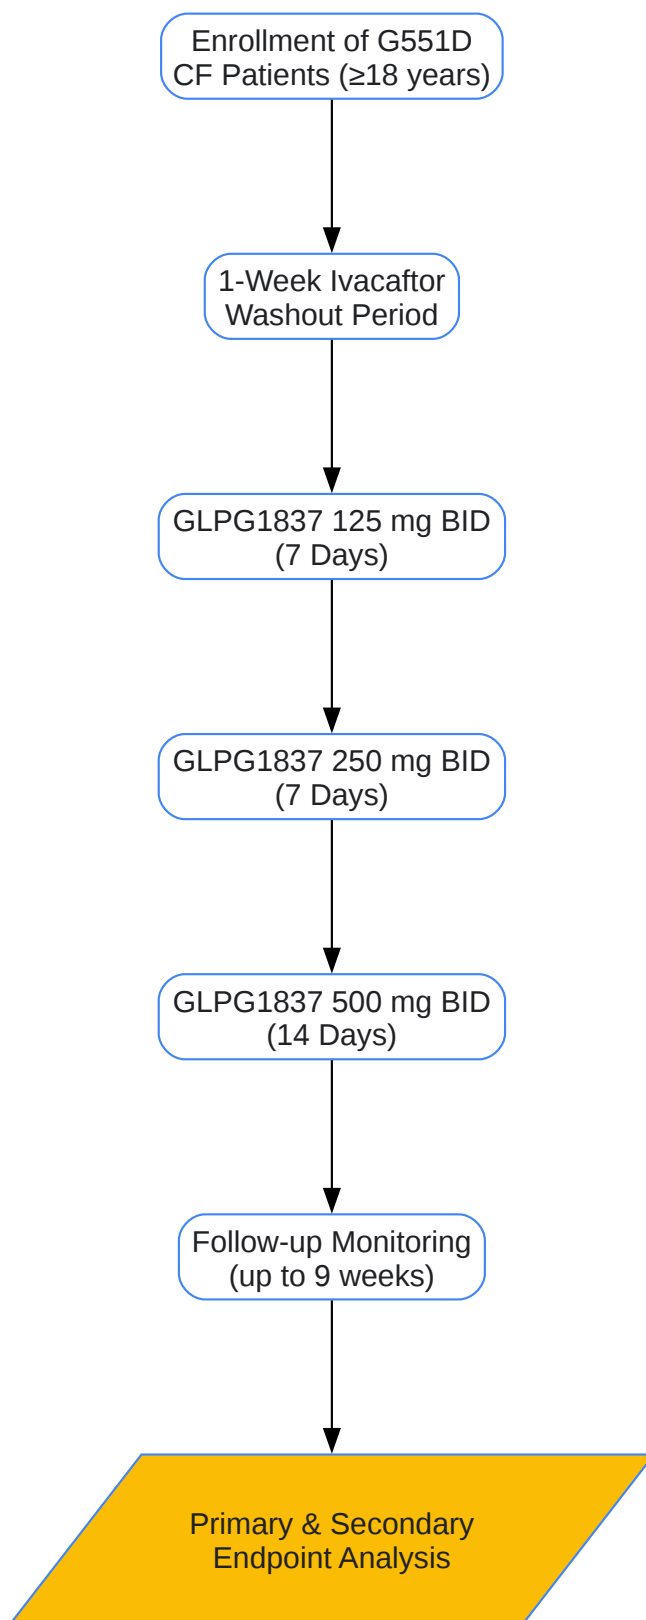 Enrollment of G551D
CF Patients (≥18 years)
1-Week Ivacaftor
Washout Period
GLPG1837 125 mg BID
(7 Days)
GLPG1837 250 mg BID
(7 Days)
GLPG1837 500 mg BID
(14 Days)
Follow-up Monitoring
(up to 9 weeks)
Primary & Secondary
Endpoint Analysis